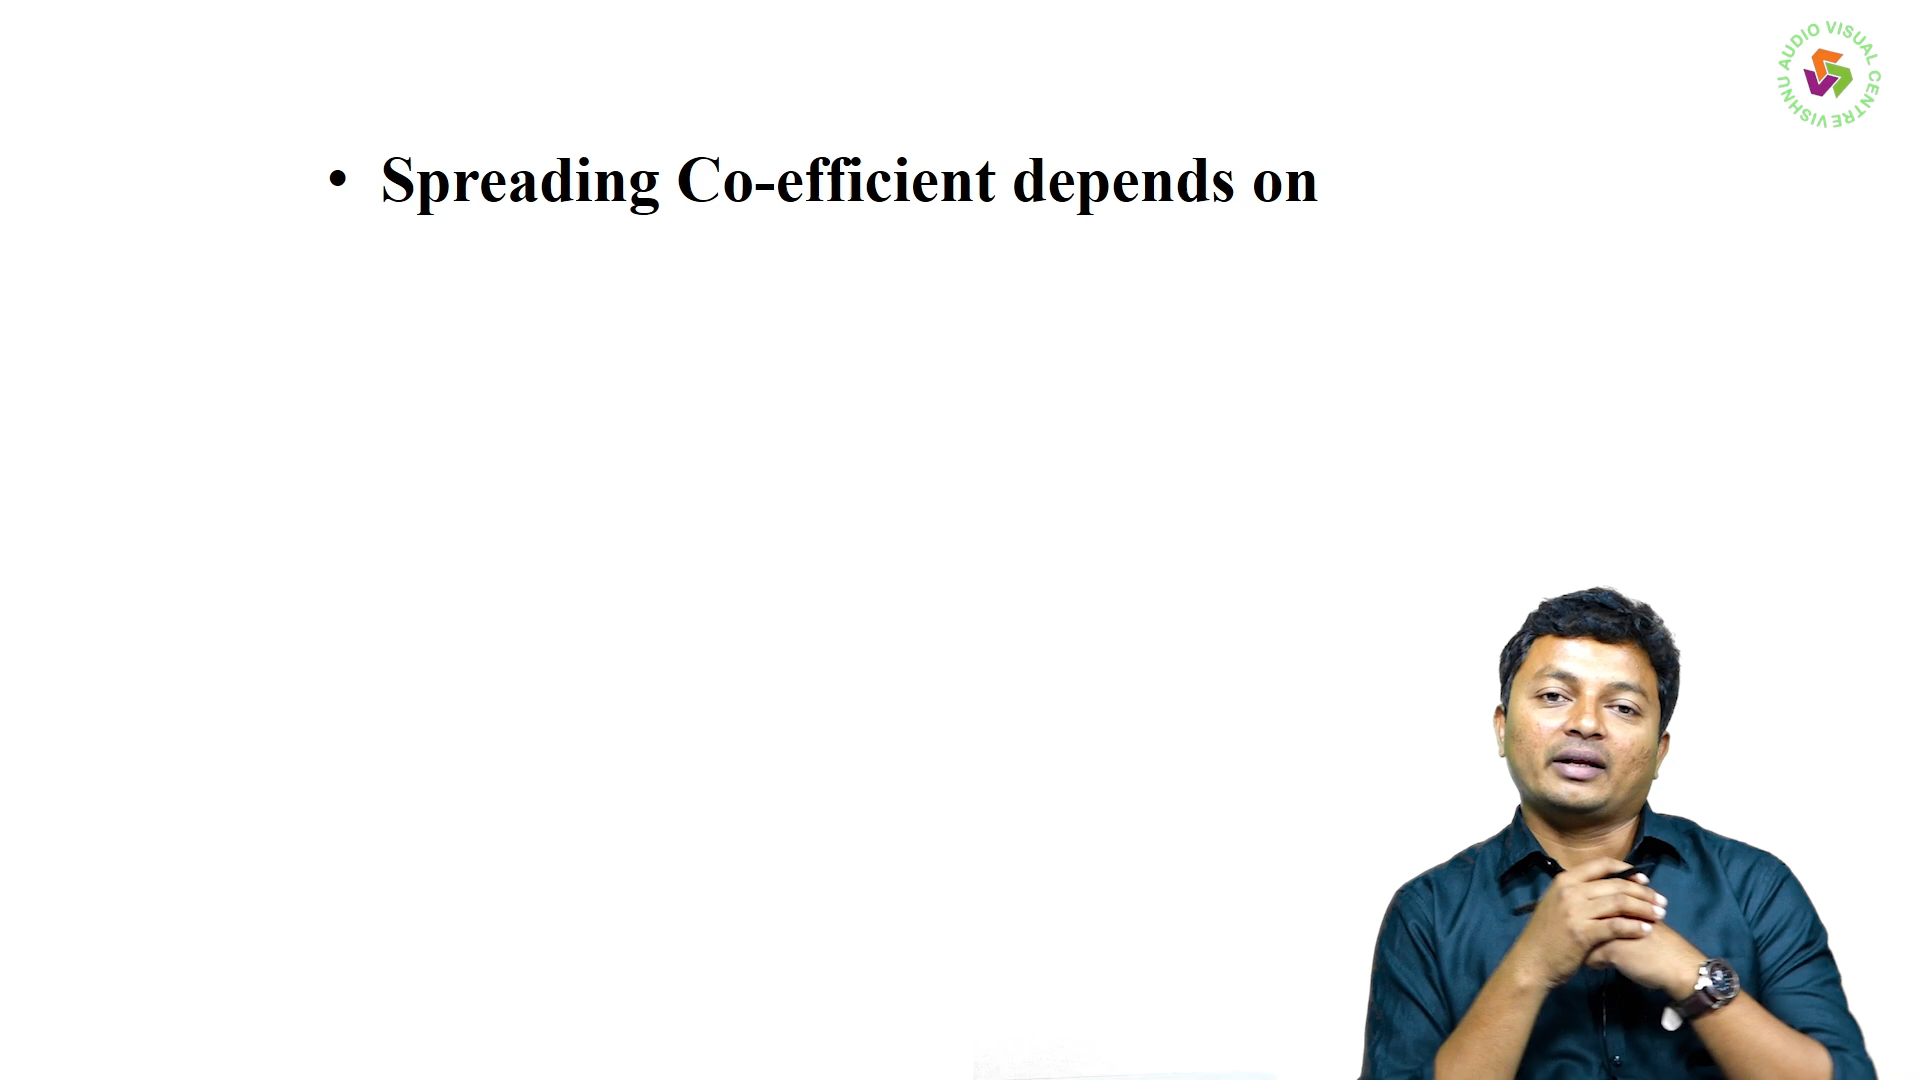 • Spreading Co-efficient depends on
VISHNU AUDIO VISUAL CENTRE